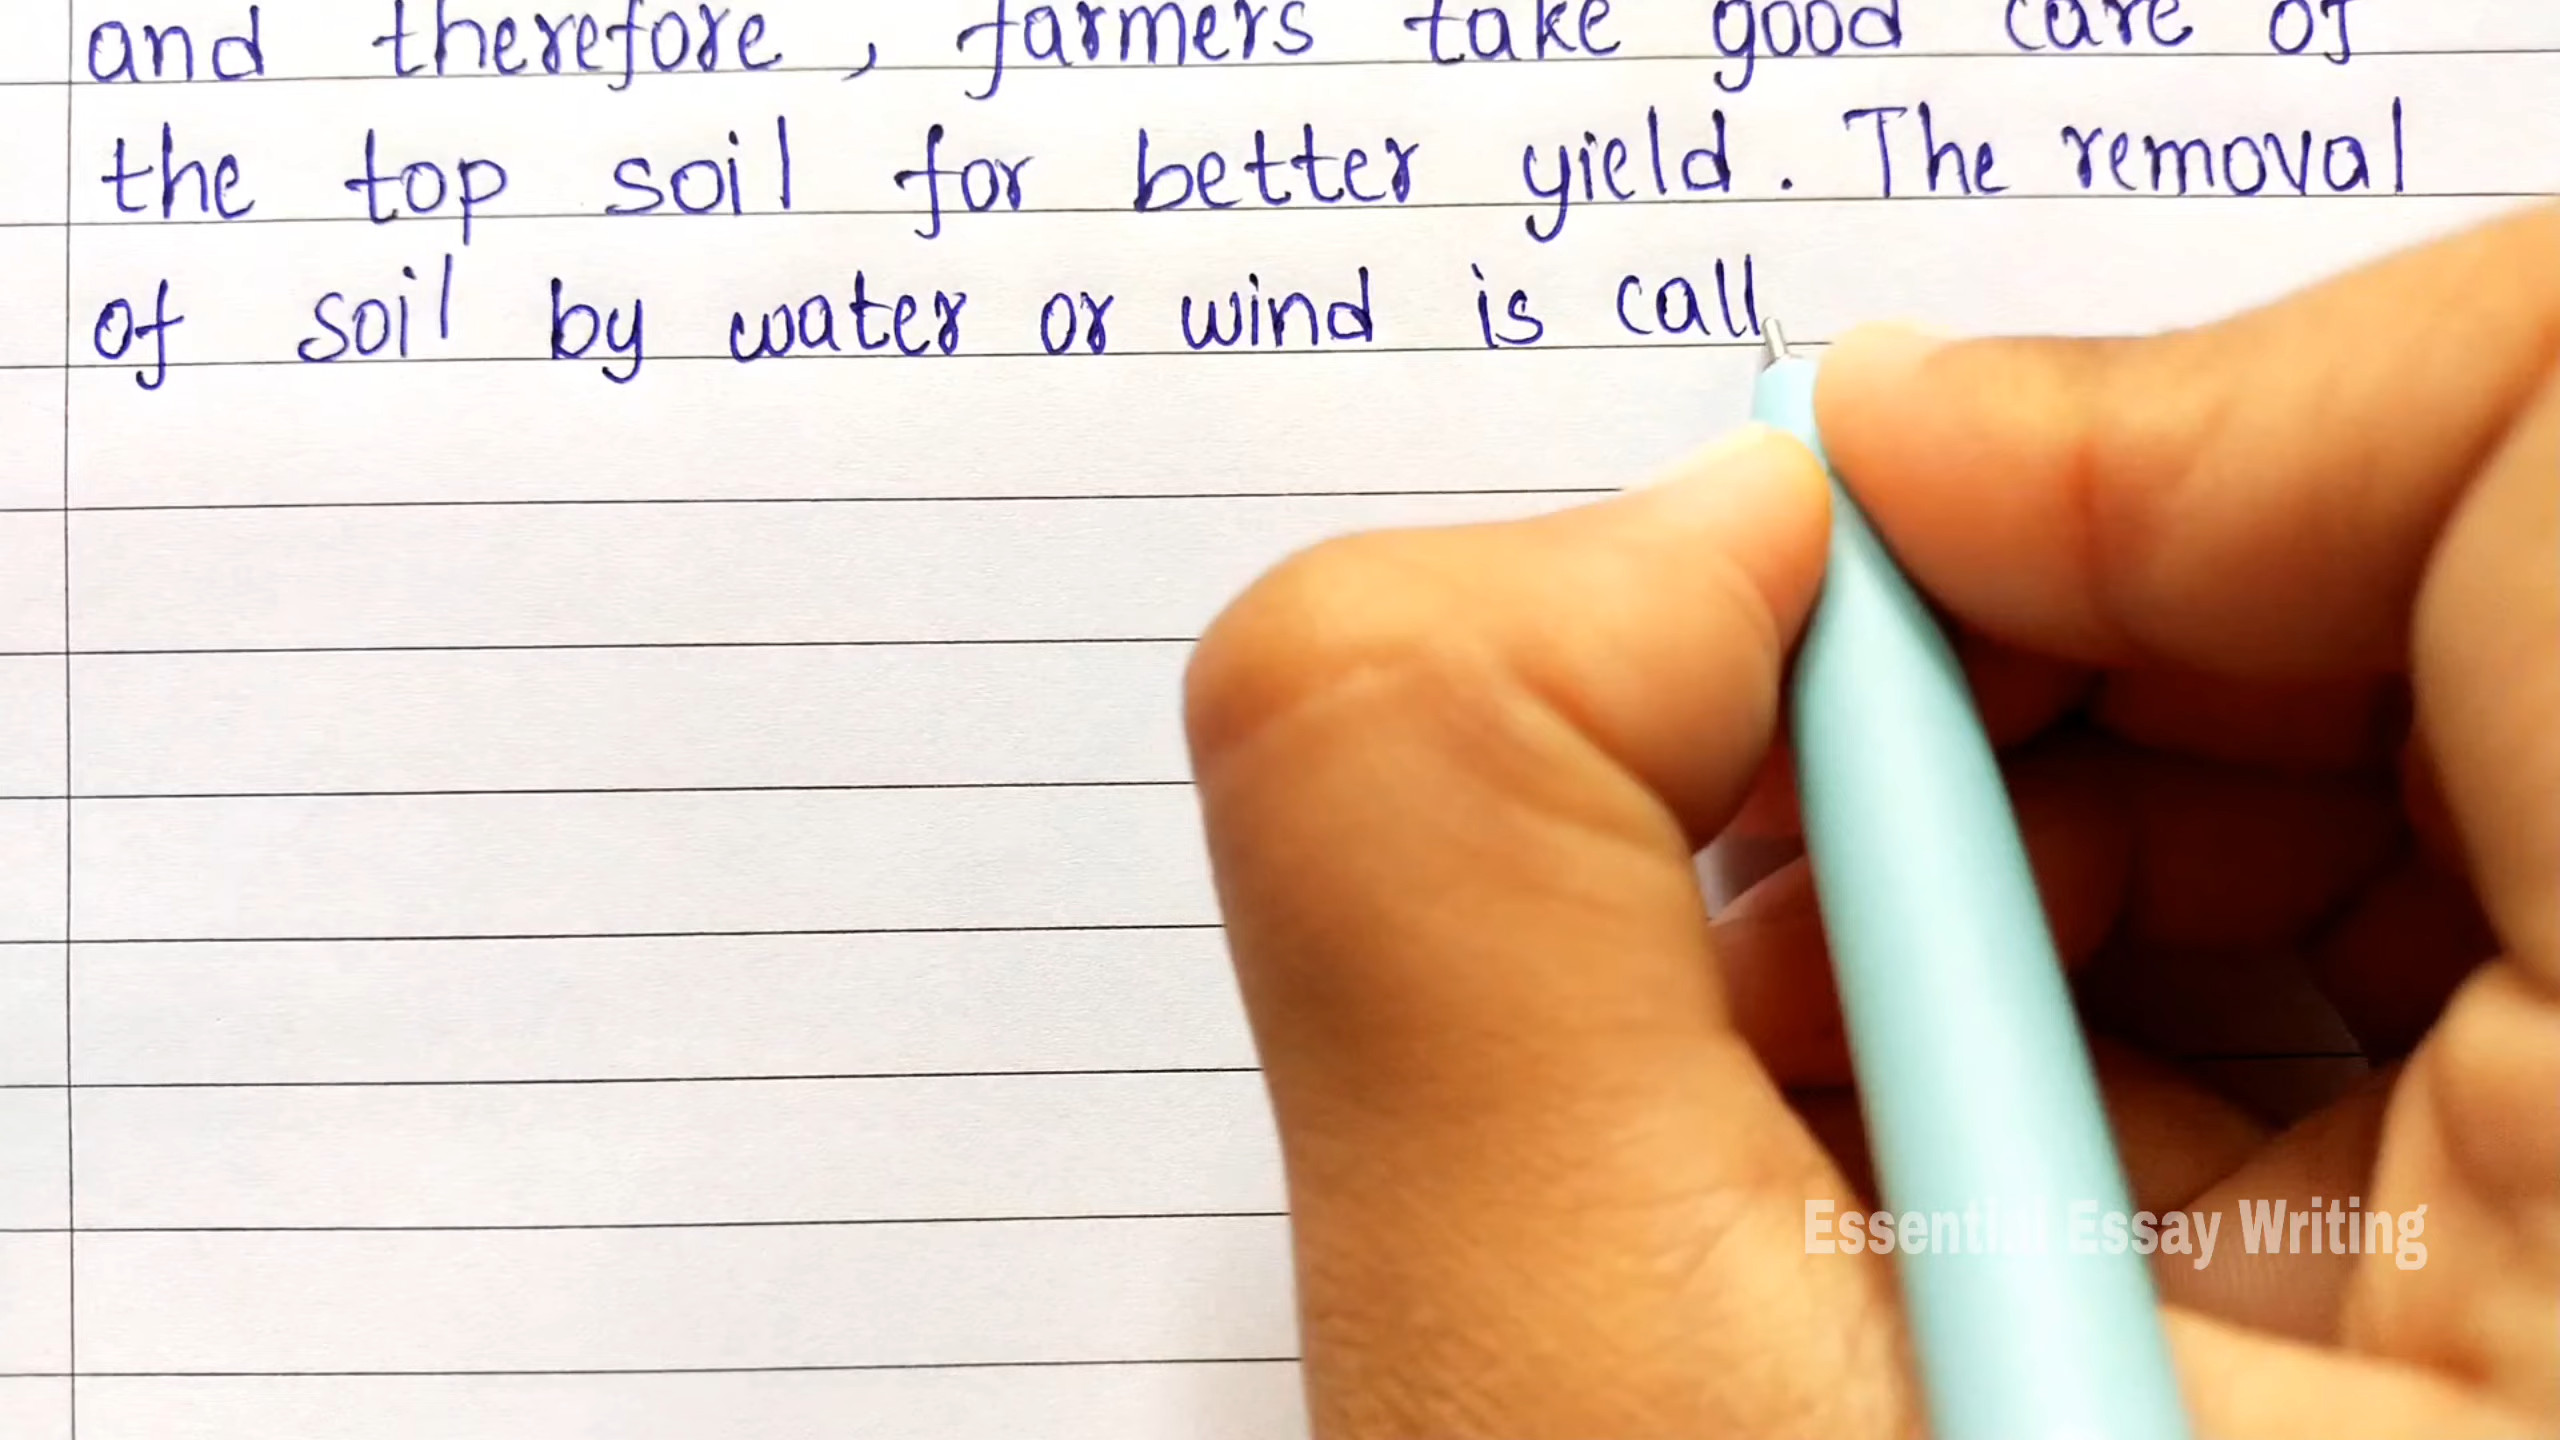 and therefore, farmers take good care of
the top soil for better yield. The removal
of soil by water or wind is call
Essential Essay Writing